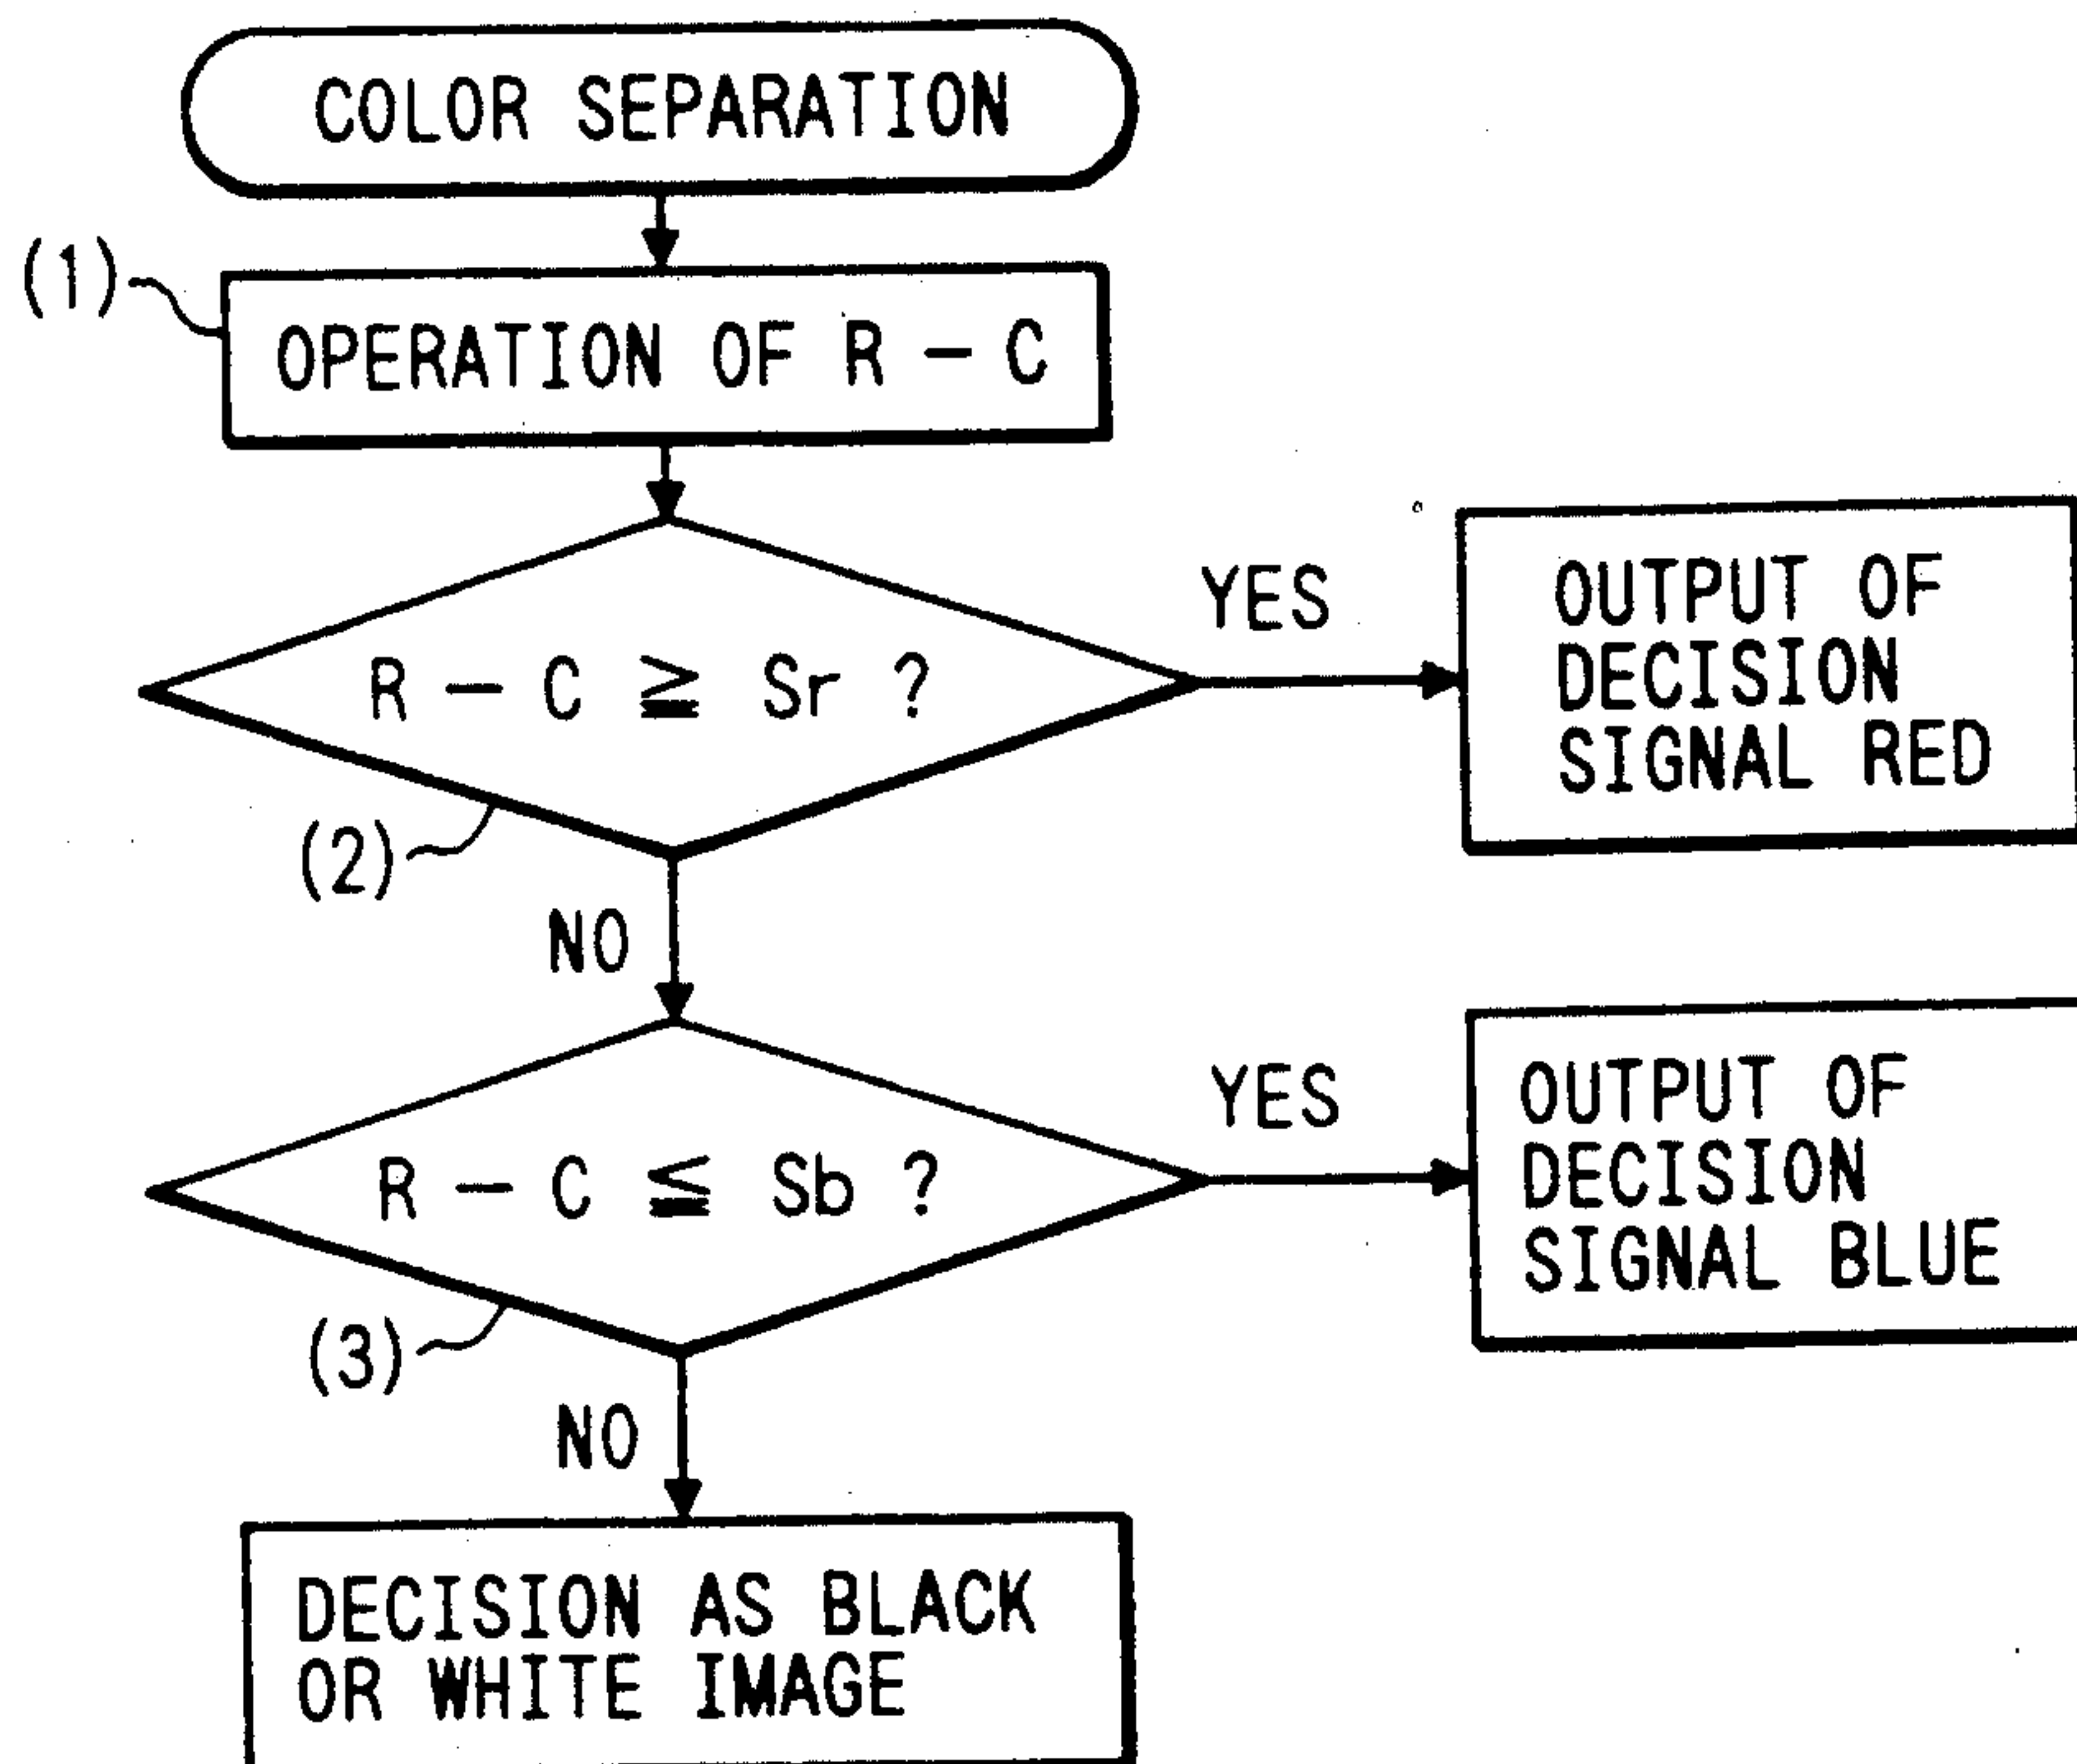 COLOR SEPARATION
(1)
OPERATION OF R - C
R - C ≧ Sr ?
YES
OUTPUT OF
DECISION
SIGNAL RED
(2)
NO
R - C ≦ Sb ?
YES
OUTPUT OF
DECISION
SIGNAL BLUE
(3)
NO
DECISION AS BLACK
OR WHITE IMAGE